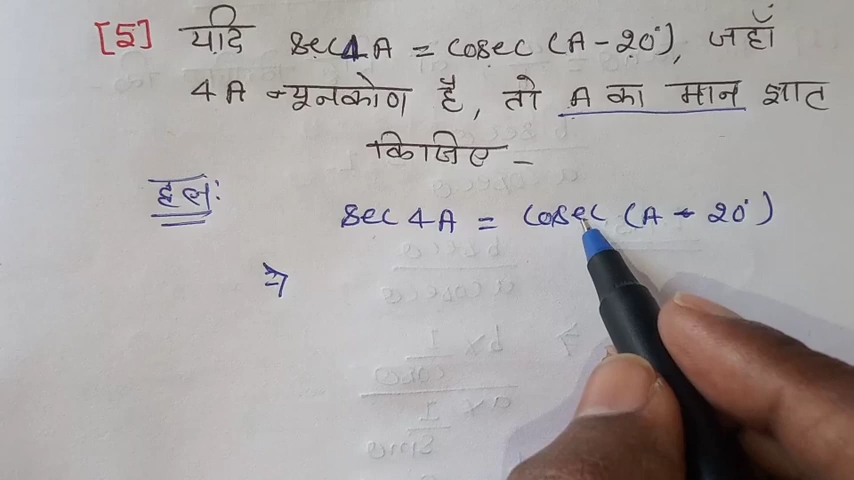 [5] यदि sec4A = cosec (A - 20°), जहाँ
4A न्यूनकोण है, तो A का मान ज्ञात
किजिए -
हल:
sec 4A = cosec (A - 20°)
⇒